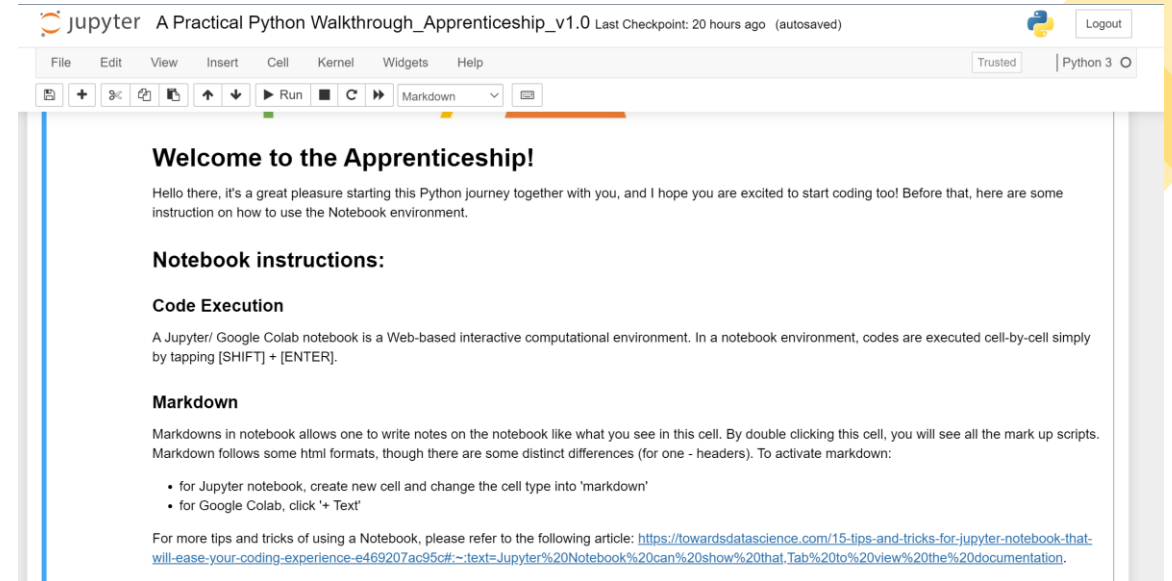 jupyter A Practical Python Walkthrough_Apprenticeship_v1.0 Last Checkpoint: 20 hours ago (autosaved) Logout
File Edit View Insert Cell Kernel Widgets Help Trusted Python 3
Run Markdown
Welcome to the Apprenticeship!
Hello there, it's a great pleasure starting this Python journey together with you, and I hope you are excited to start coding too! Before that, here are some
instruction on how to use the Notebook environment.
Notebook instructions:
Code Execution
A Jupyter/ Google Colab notebook is a Web-based interactive computational environment. In a notebook environment, codes are executed cell-by-cell simply
by tapping [SHIFT] + [ENTER].
Markdown
Markdowns in notebook allows one to write notes on the notebook like what you see in this cell. By double clicking this cell, you will see all the mark up scripts.
Markdown follows some html formats, though there are some distinct differences (for one - headers). To activate markdown:
• for Jupyter notebook, create new cell and change the cell type into 'markdown'
• for Google Colab, click '+ Text'
For more tips and tricks of using a Notebook, please refer to the following article: https://towardsdatascience.com/15-tips-and-tricks-for-jupyter-notebook-that-
will-ease-your-coding-experience-e469207ac95c#:~:text=Jupyter%20Notebook%20can%20show%20that,Tab%20to%20view%20the%20documentation.